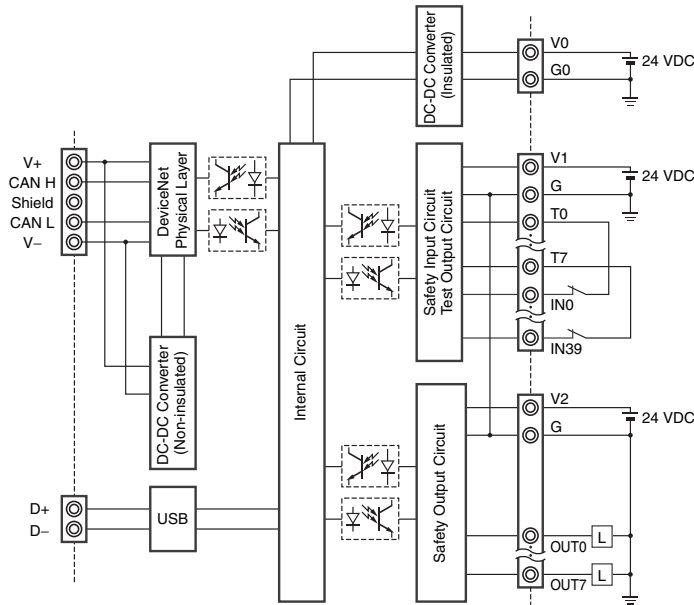 V0
G0
24 VDC
DC-DC Converter
(Insulated)
V+
CAN H
Shield
CAN L
V−
DeviceNet
Physical Layer
DC-DC Converter
(Non-insulated)
D+
D−
USB
Internal Circuit
Safety Input Circuit
Test Output Circuit
V1
G
T0
T7
IN0
IN39
24 VDC
Safety Output Circuit
V2
G
24 VDC
OUT0
L
OUT7
L